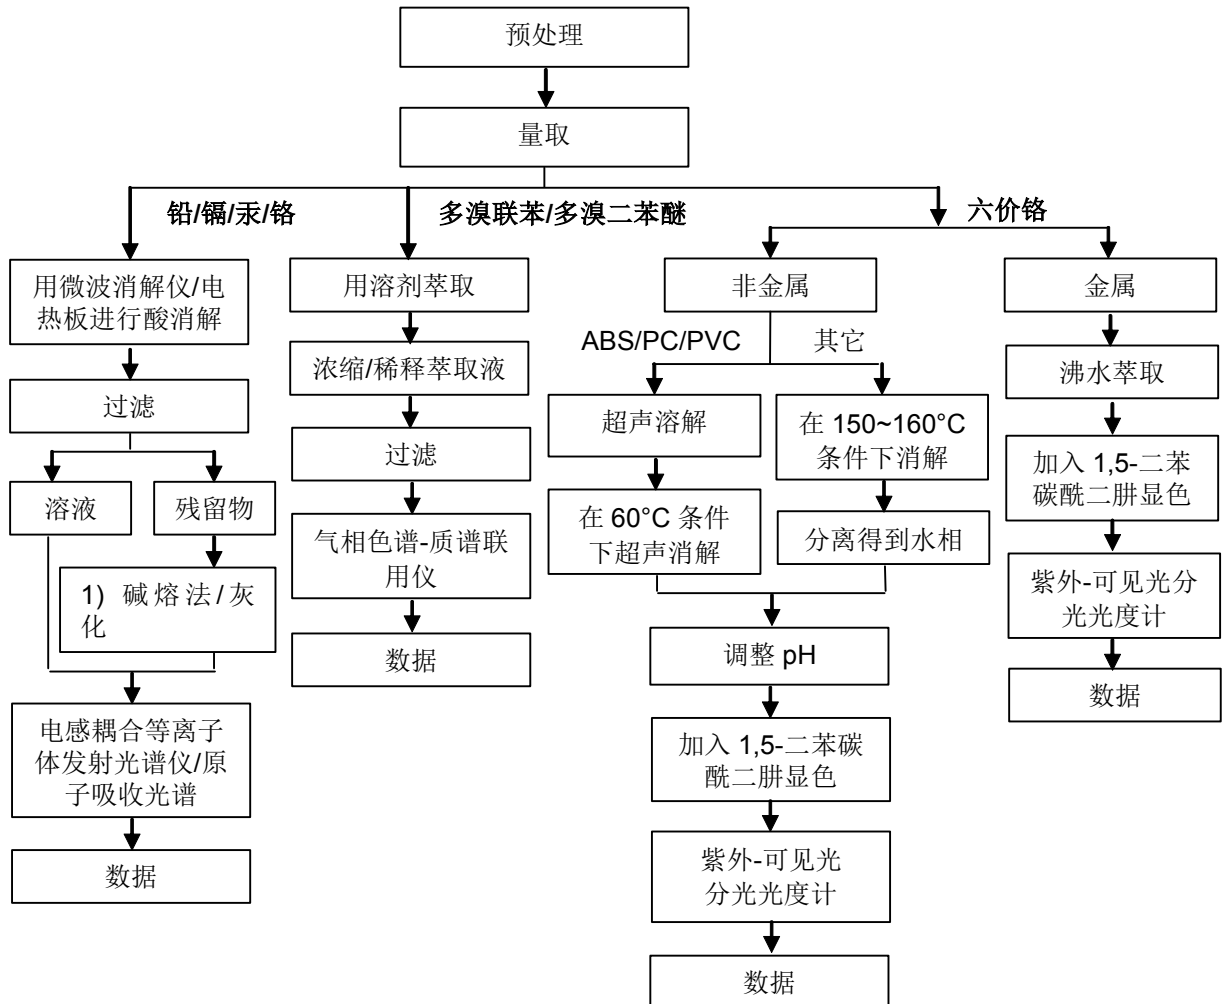 预处理
量取
铅/镉/汞/铬
多溴联苯/多溴二苯醚
六价铬
用微波消解仪/电
热板进行酸消解
过滤
溶液
残留物
1) 碱熔法/灰
化
电感耦合等离子
体发射光谱仪/原
子吸收光谱
数据
用溶剂萃取
浓缩/稀释萃取液
过滤
气相色谱-质谱联
用仪
数据
非金属
ABS/PC/PVC
其它
超声溶解
在 60°C 条件
下超声消解
在 150~160°C
条件下消解
分离得到水相
调整 pH
加入 1,5-二苯碳
酰二肼显色
紫外-可见光
分光光度计
数据
金属
沸水萃取
加入 1,5-二苯
碳酰二肼显色
紫外-可见光分
光光度计
数据